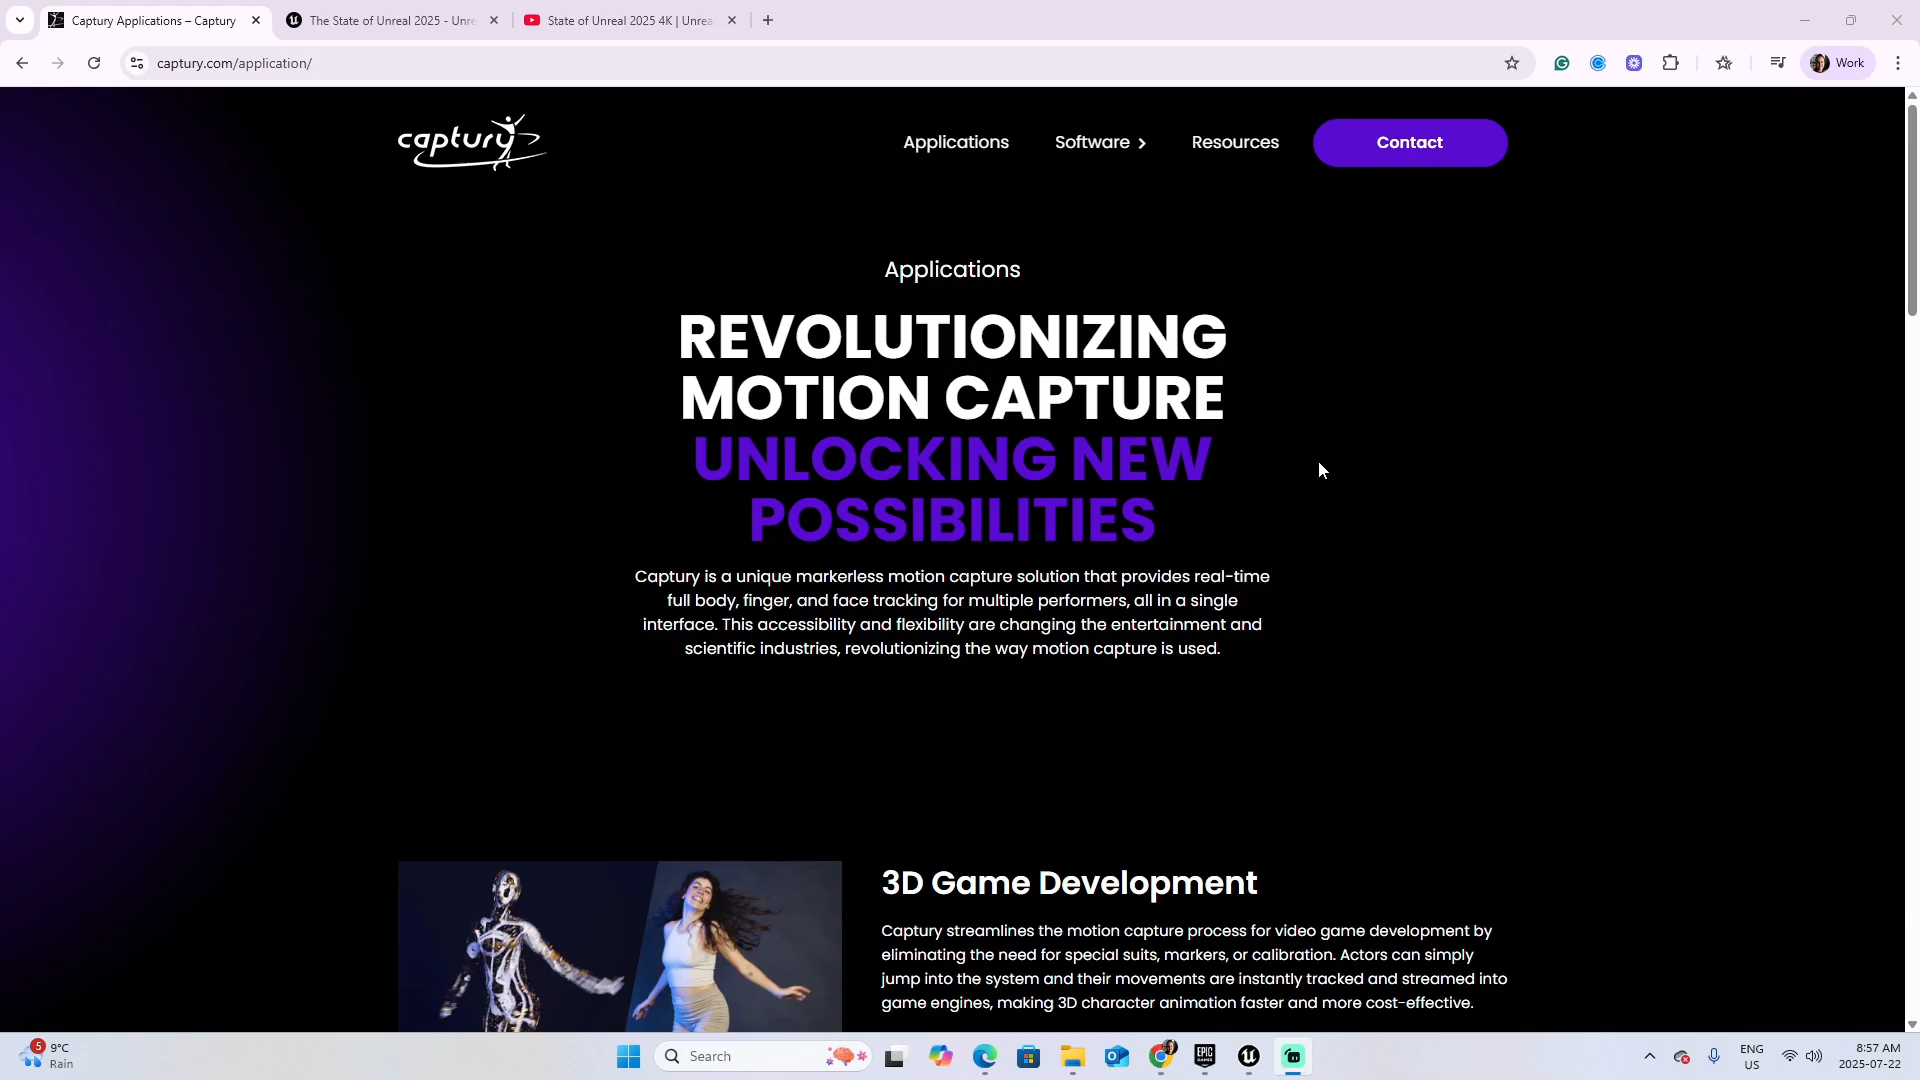 Captury Applications – Captury
The State of Unreal 2025 - Unre
State of Unreal 2025 4K | Unrea
captury.com/application/
Work
captury
Applications
Software
Resources
Contact
Applications
REVOLUTIONIZING
MOTION CAPTURE
UNLOCKING NEW
POSSIBILITIES
Captury is a unique markerless motion capture solution that provides real-time
full body, finger, and face tracking for multiple performers, all in a single
interface. This accessibility and flexibility are changing the entertainment and
scientific industries, revolutionizing the way motion capture is used.
3D Game Development
Captury streamlines the motion capture process for video game development by
eliminating the need for special suits, markers, or calibration. Actors can simply
jump into the system and their movements are instantly tracked and streamed into
game engines, making 3D character animation faster and more cost-effective.
5
9°C
Rain
Search
EPIC
GAMES
ENG
US
8:57 AM
2025-07-22